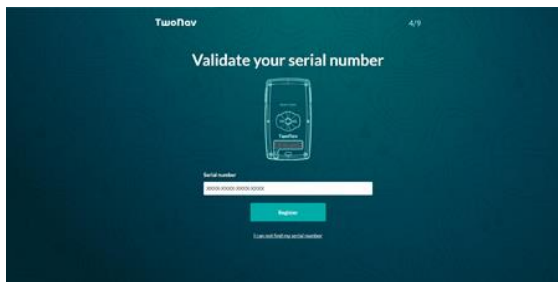 TwoNav
4/9
Validate your serial number
TwoNav
Serial number
XXXXX XXXXX XXXXX XXXXX
Register
I can not find my serial number